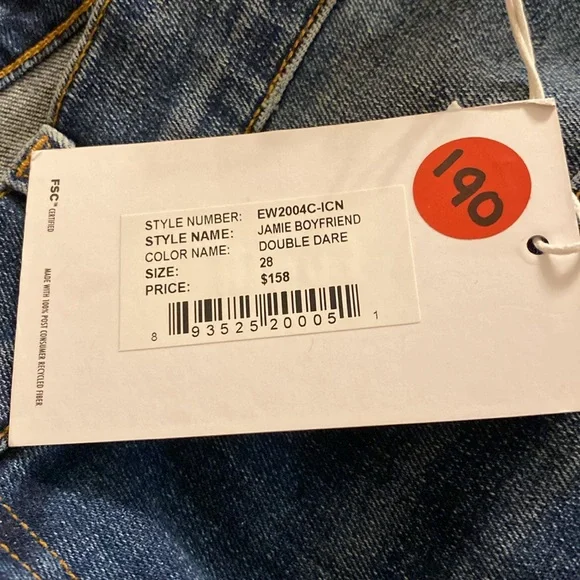 FSC™ CERTIFIED
MADE WITH 100% POST CONSUMER RECYCLED FIBER
190
STYLE NUMBER: EW2004C-ICN
STYLE NAME: JAMIE BOYFRIEND
COLOR NAME: DOUBLE DARE
SIZE: 28
PRICE: $158
8 93525 20005 1